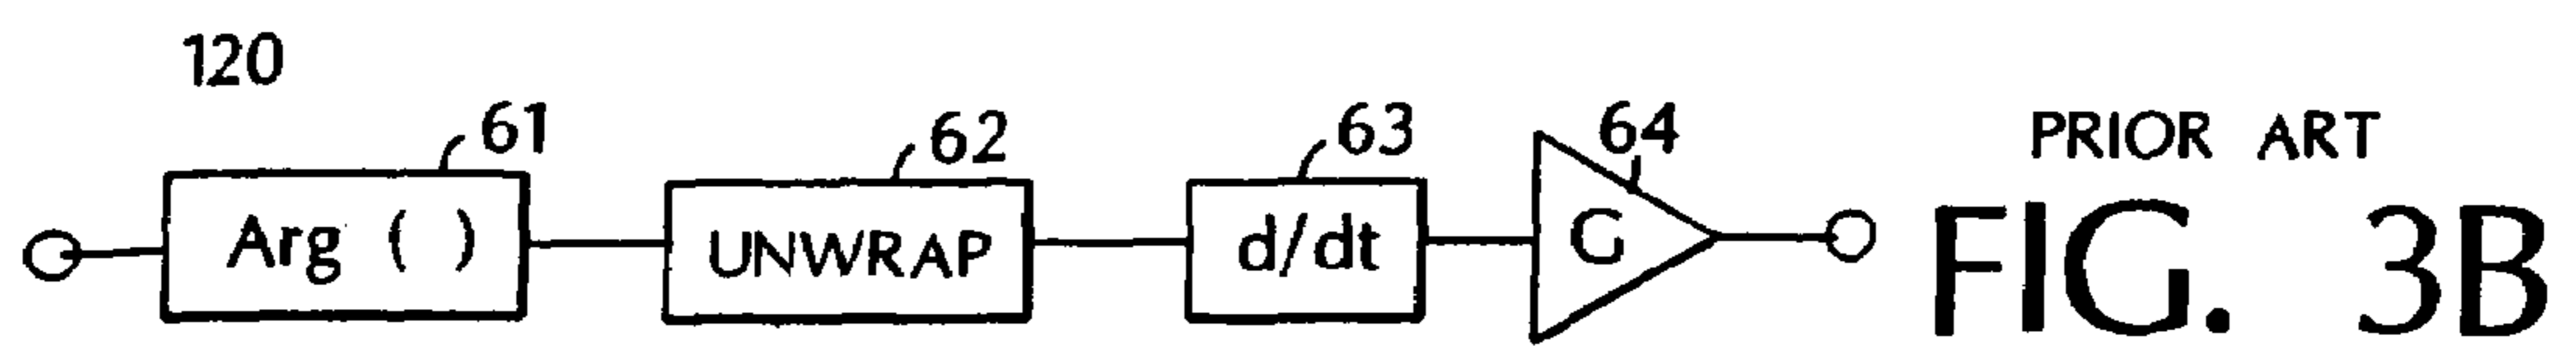 120
61
62
63
64
Arg ( )
UNWRAP
d/dt
G
PRIOR ART
FIG. 3B